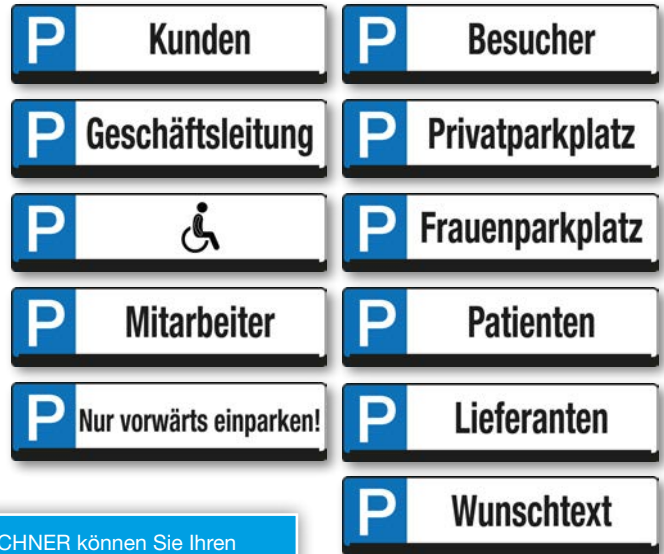 P Kunden
P Besucher
P Geschäftsleitung
P Privatparkplatz
P
P Frauenparkplatz
P Mitarbeiter
P Patienten
P Nur vorwärts einparken!
P Lieferanten
P Wunschtext
CHNER können Sie Ihren